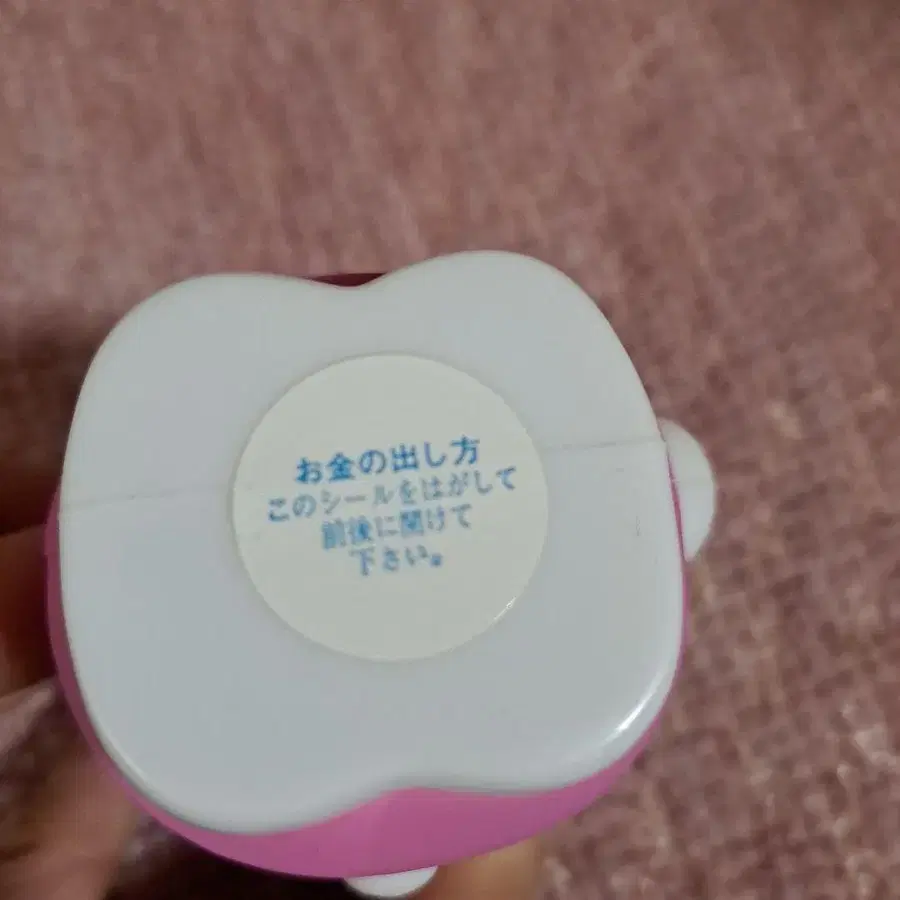 お金の出し方
このシールをはがして
前後に開けて
下さい。